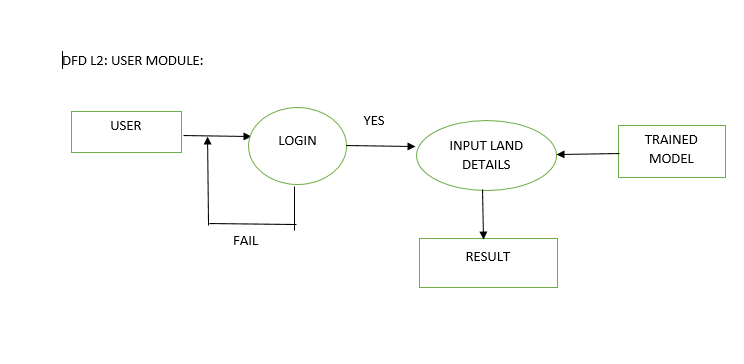 DFD L2: USER MODULE:
USER
LOGIN
YES
INPUT LAND
DETAILS
TRAINED
MODEL
FAIL
RESULT